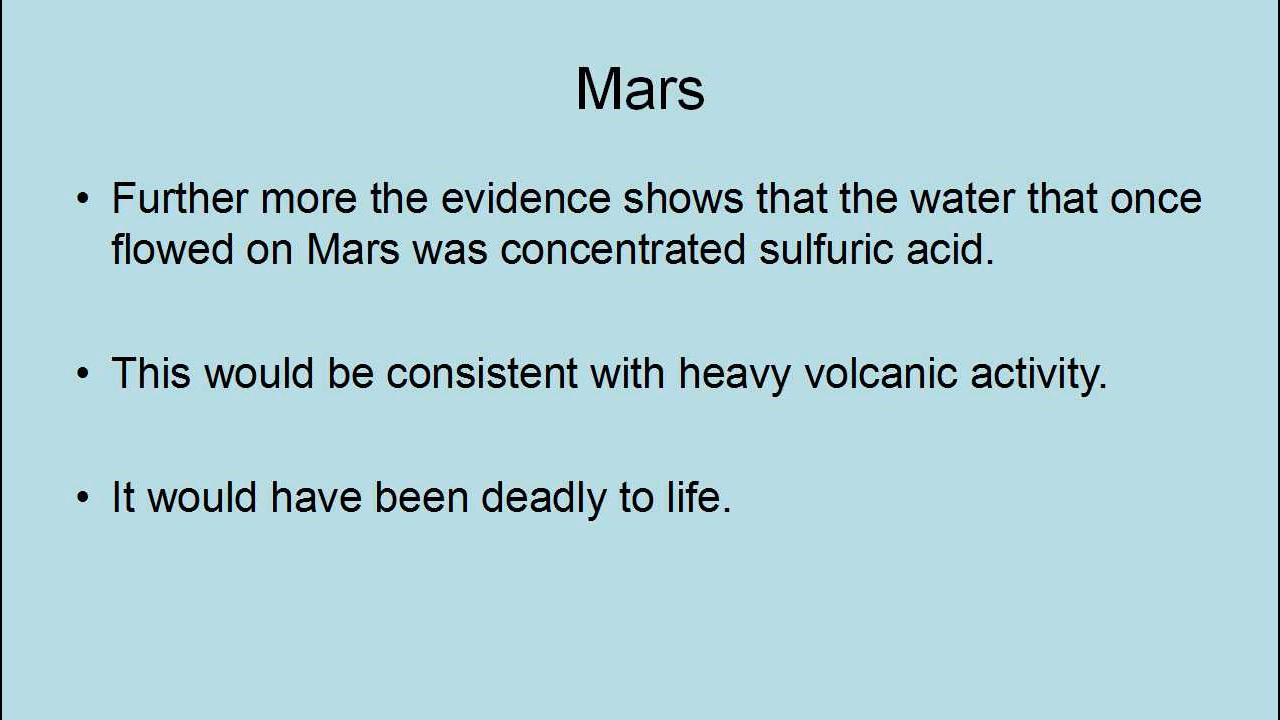 Mars
• Further more the evidence shows that the water that once
flowed on Mars was concentrated sulfuric acid.
• This would be consistent with heavy volcanic activity.
• It would have been deadly to life.